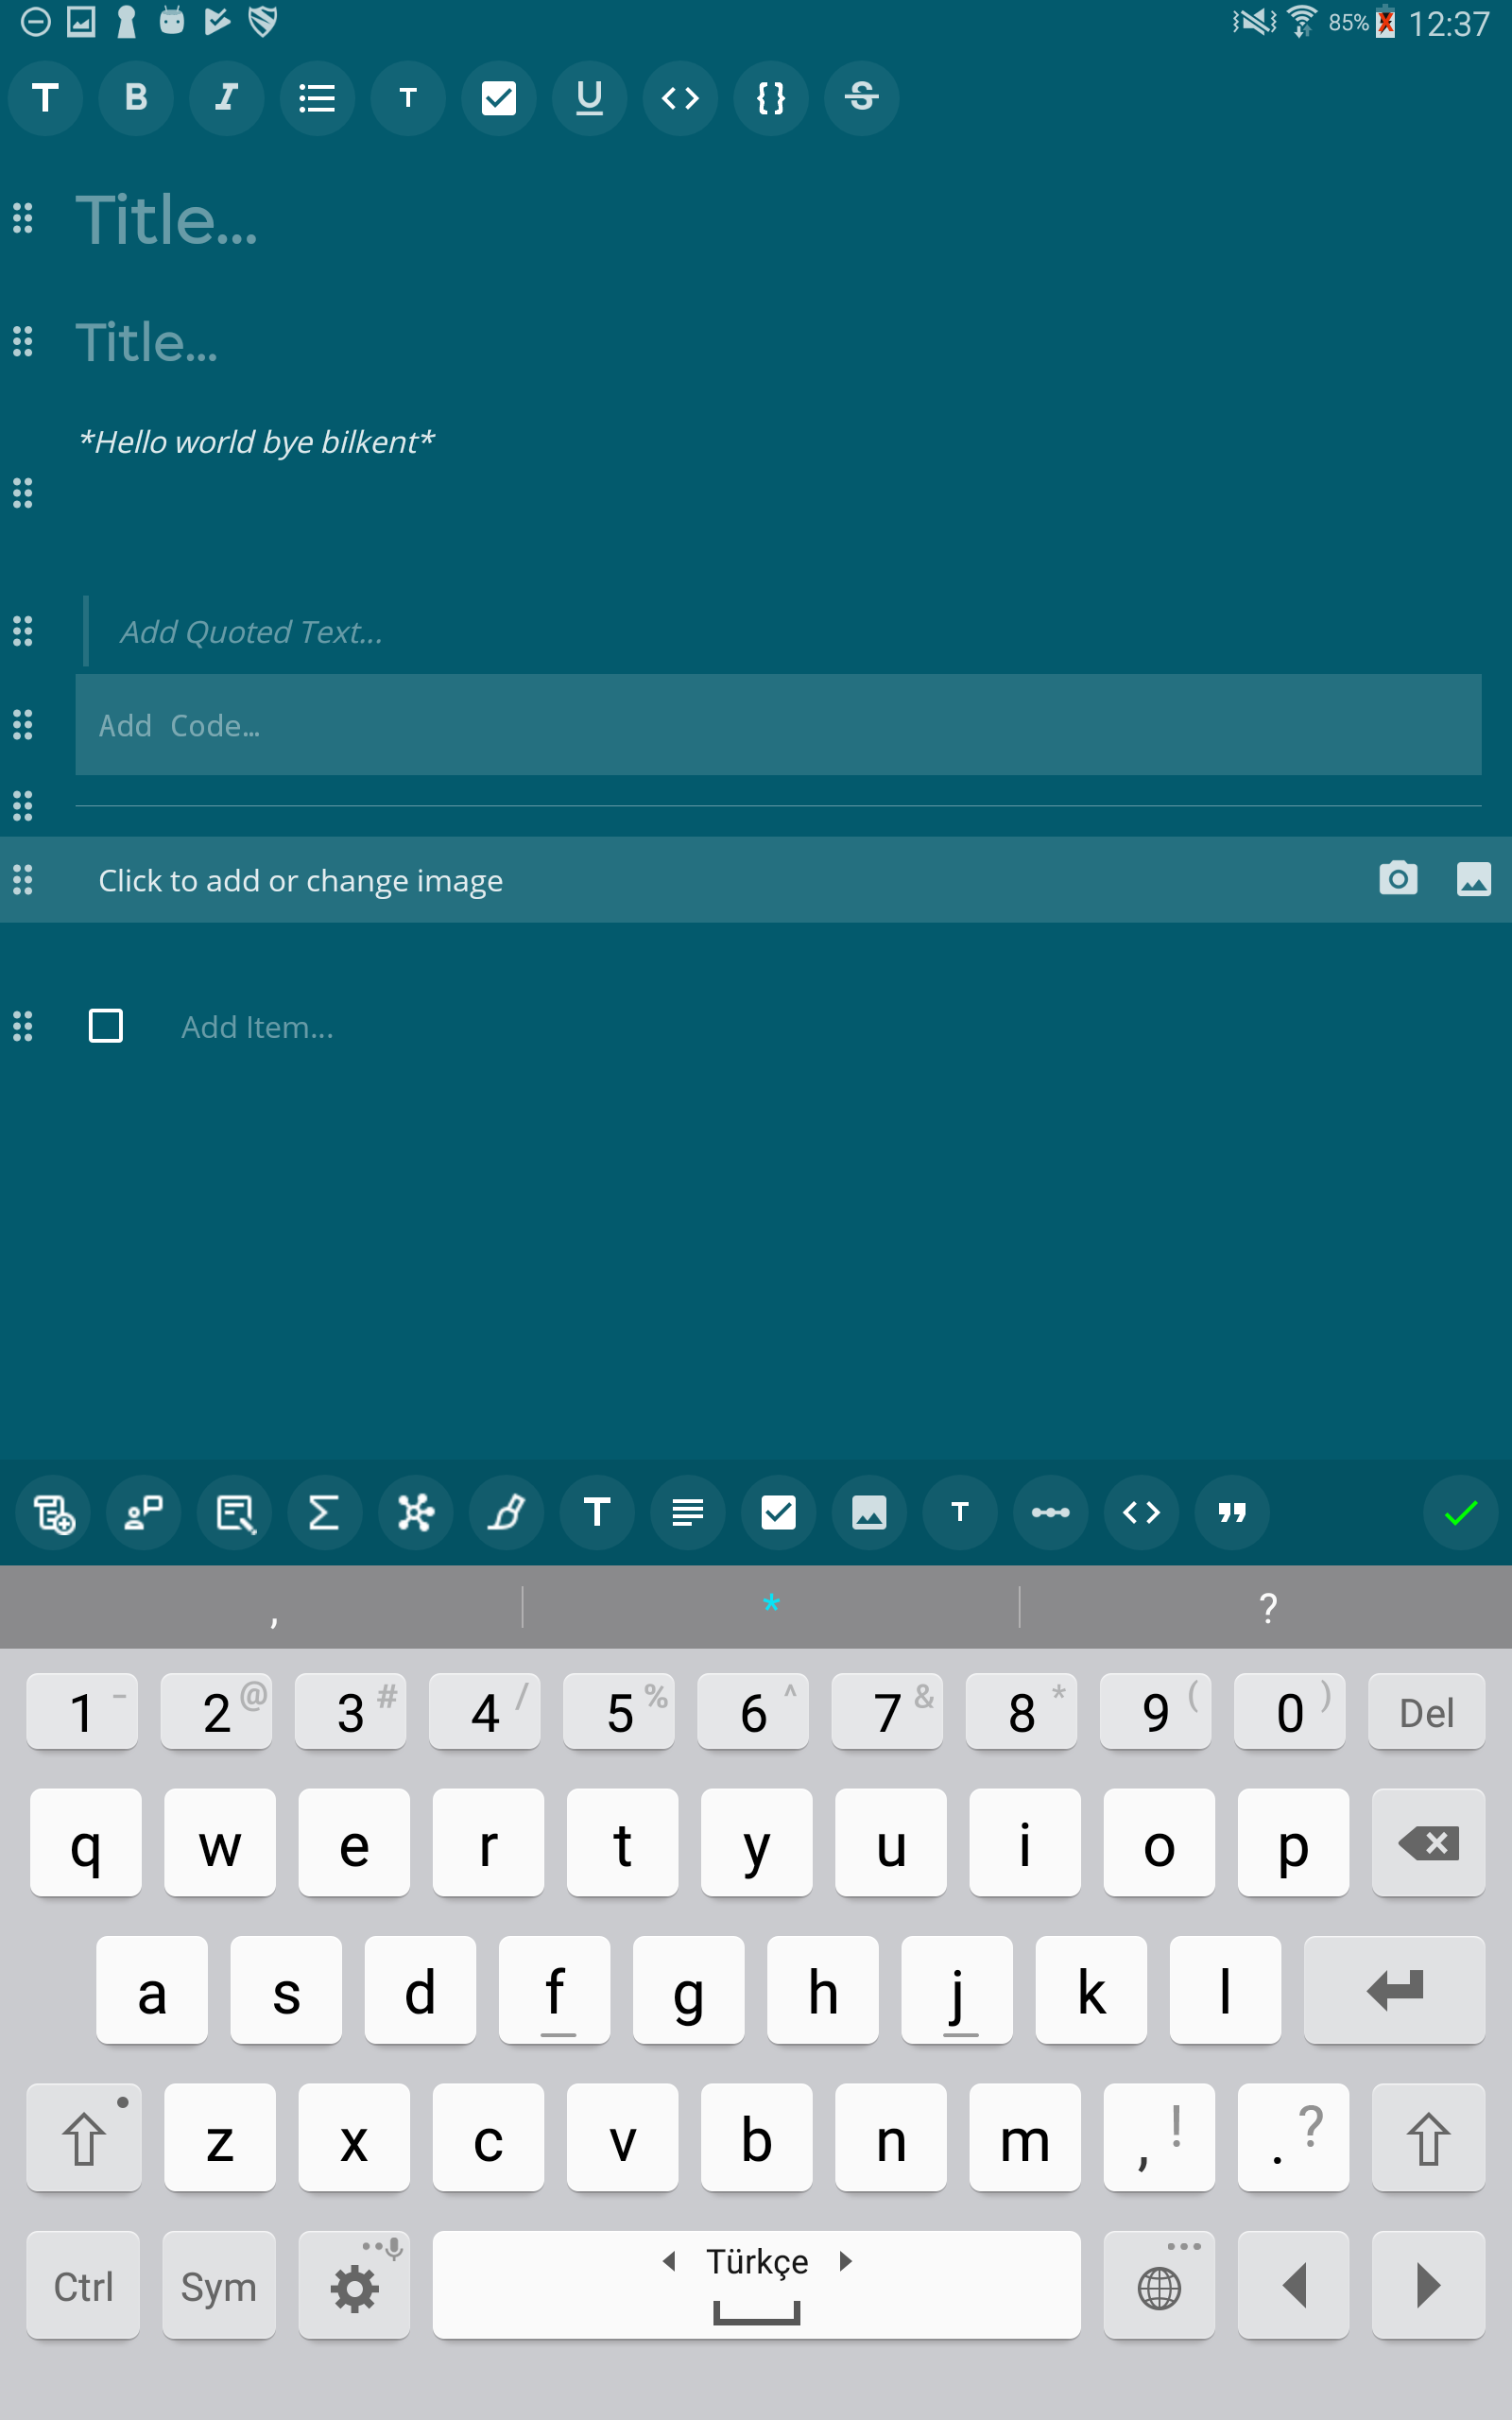 85% 12:37
T B I T U <> {} S
Title...
Title...
*Hello world bye bilkent*
Add Quoted Text...
Add Code...
Click to add or change image
Add Item...
Σ T T <> "
, * ?
1 - 2 @ 3 # 4 / 5 % 6 ^ 7 & 8 * 9 ( 0 ) Del
q w e r t y u i o p
a s d f g h j k l
z x c v b n m , ! . ?
Ctrl Sym Türkçe